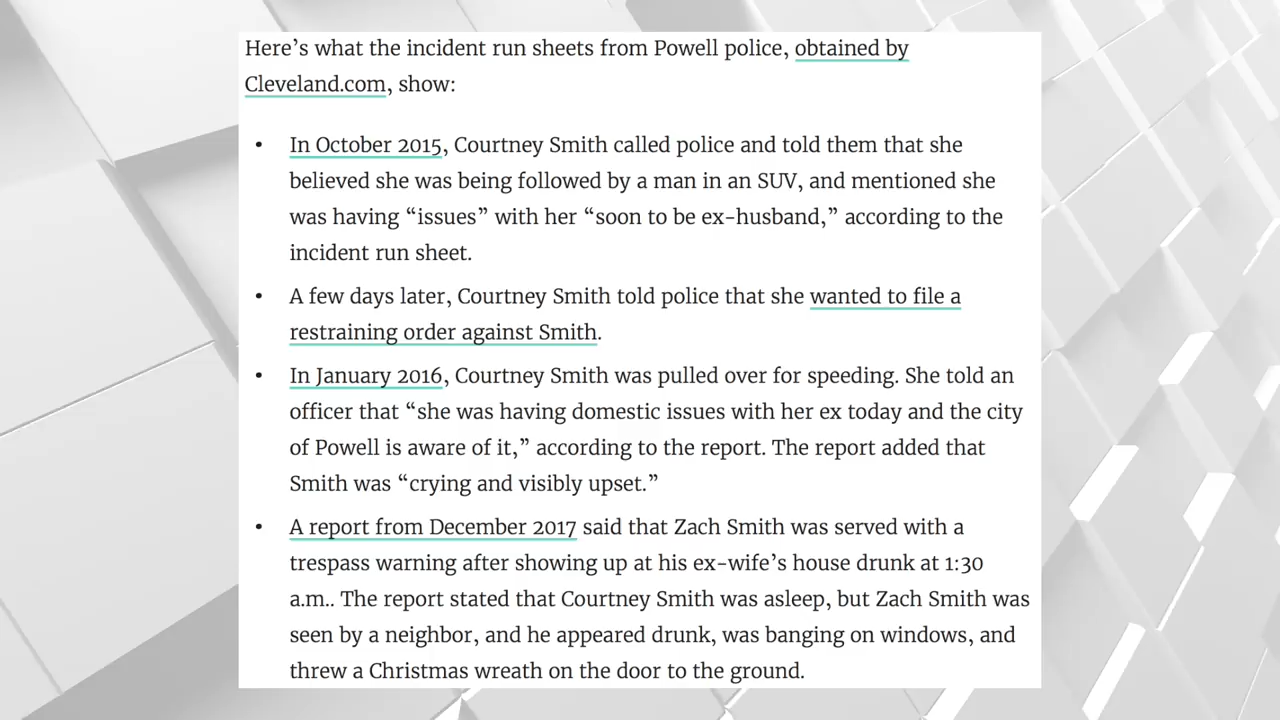 Here’s what the incident run sheets from Powell police, obtained by
Cleveland.com, show:
• In October 2015, Courtney Smith called police and told them that she
believed she was being followed by a man in an SUV, and mentioned she
was having “issues” with her “soon to be ex-husband,” according to the
incident run sheet.
• A few days later, Courtney Smith told police that she wanted to file a
restraining order against Smith.
• In January 2016, Courtney Smith was pulled over for speeding. She told an
officer that “she was having domestic issues with her ex today and the city
of Powell is aware of it,” according to the report. The report added that
Smith was “crying and visibly upset.”
• A report from December 2017 said that Zach Smith was served with a
trespass warning after showing up at his ex-wife’s house drunk at 1:30
a.m.. The report stated that Courtney Smith was asleep, but Zach Smith was
seen by a neighbor, and he appeared drunk, was banging on windows, and
threw a Christmas wreath on the door to the ground.